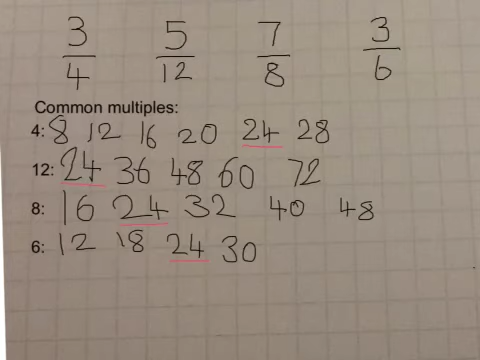 3/4 5/12 7/8 3/6
Common multiples:
4: 8 12 16 20 24 28
12: 24 36 48 60 72
8: 16 24 32 40 48
6: 12 18 24 30